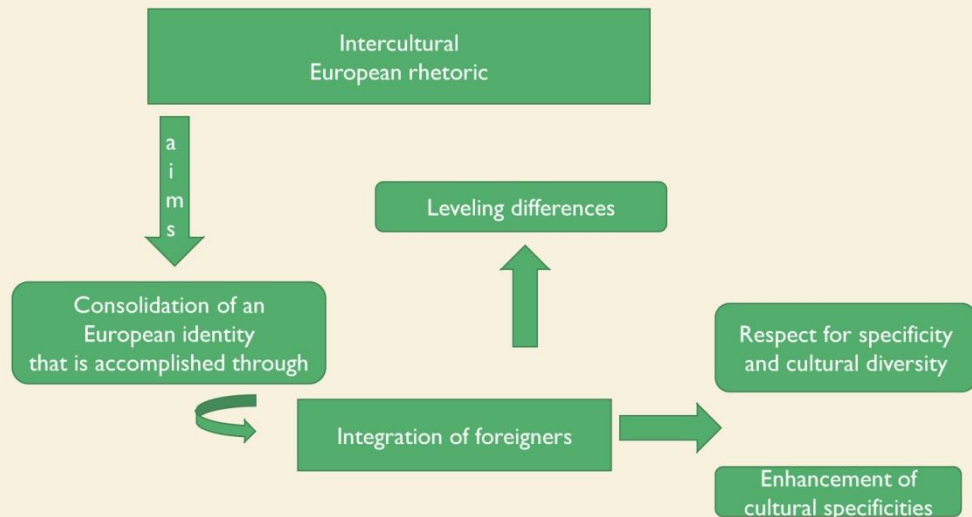 Intercultural
European rhetoric
aims
Leveling differences
Consolidation of an
European identity
that is accomplished through
Respect for specificity
and cultural diversity
Integration of foreigners
Enhancement of
cultural specificities